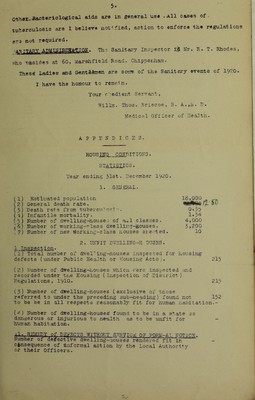 5.
Other Bacteriological aids are in general use. All cases of
tuberculosis are I believe notified, action to enforce the regulations
was not required.
SANITARY ADMINISTRATION. The Sanitary Inspector is Mr. E. T. Rhodes,
who resides at 60, Marshfield Road, Chippenham.
These Ladies and Gentlemen are some of the Sanitary events of 1928.
I have the honour to remain,
Your obedient Servant,
Wills. Thos. Briscoe, B. A.,
Medical Officer of Health.
APPENDICES.
HOUSING CONDITIONS.
STATISTICS.
Year ending 31st. December 1928.
1. GENERAL.
(1) Estimated population 18,000
(2) General death rate.
(3) Death rate from tuberculosis. 0.55
(4) Infantile mortality. 1.34
(5) Number of dwelling-houses of all classes. 4,000
(6) Number of working-class dwelling-houses. 3,200
(7) Number of new working-class houses erected. 10
2. UNFIT DWELLING-HOUSES.
1 Inspection.
(1) Total number of dwelling-houses inspected for housing
defects (under Public Health or Housing Acts). 215
(2) Number of dwelling-houses which were inspected and
recorded under the Housing (Inspection of District)
Regulations, 1910. 215
(3) Number of dwelling-houses (exclusive of those
referred to under the preceding sub-heading) found not 152
to be be in all respects reasonably fit for human habitation.-
(4) Number of dwelling-houses found to be in a state so
dangerous or injurious to health as to be unfit for -
human habitation.
REMEDY OF DEFECTS WITHOUT SERVICE OF FORMAL NOTICE.
Number of defective dwelling-houses rendered fit in -
consequence of informal action by the Local Authority
or their Officers.